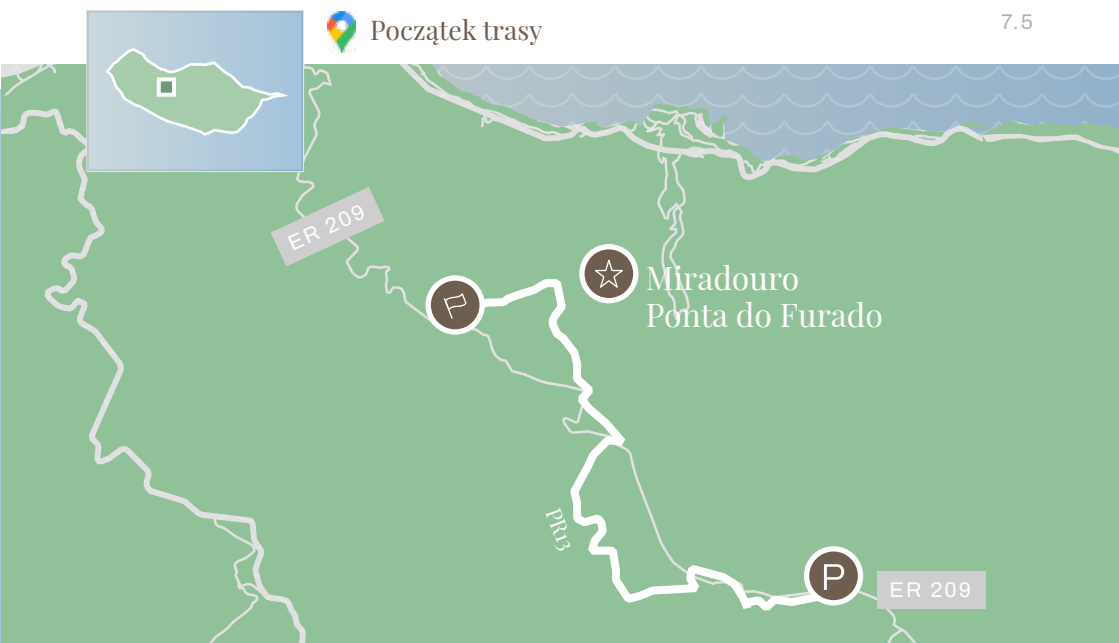 Początek trasy
7.5
ER 209
Miradouro
Ponta do Furado
PR13
P
ER 209